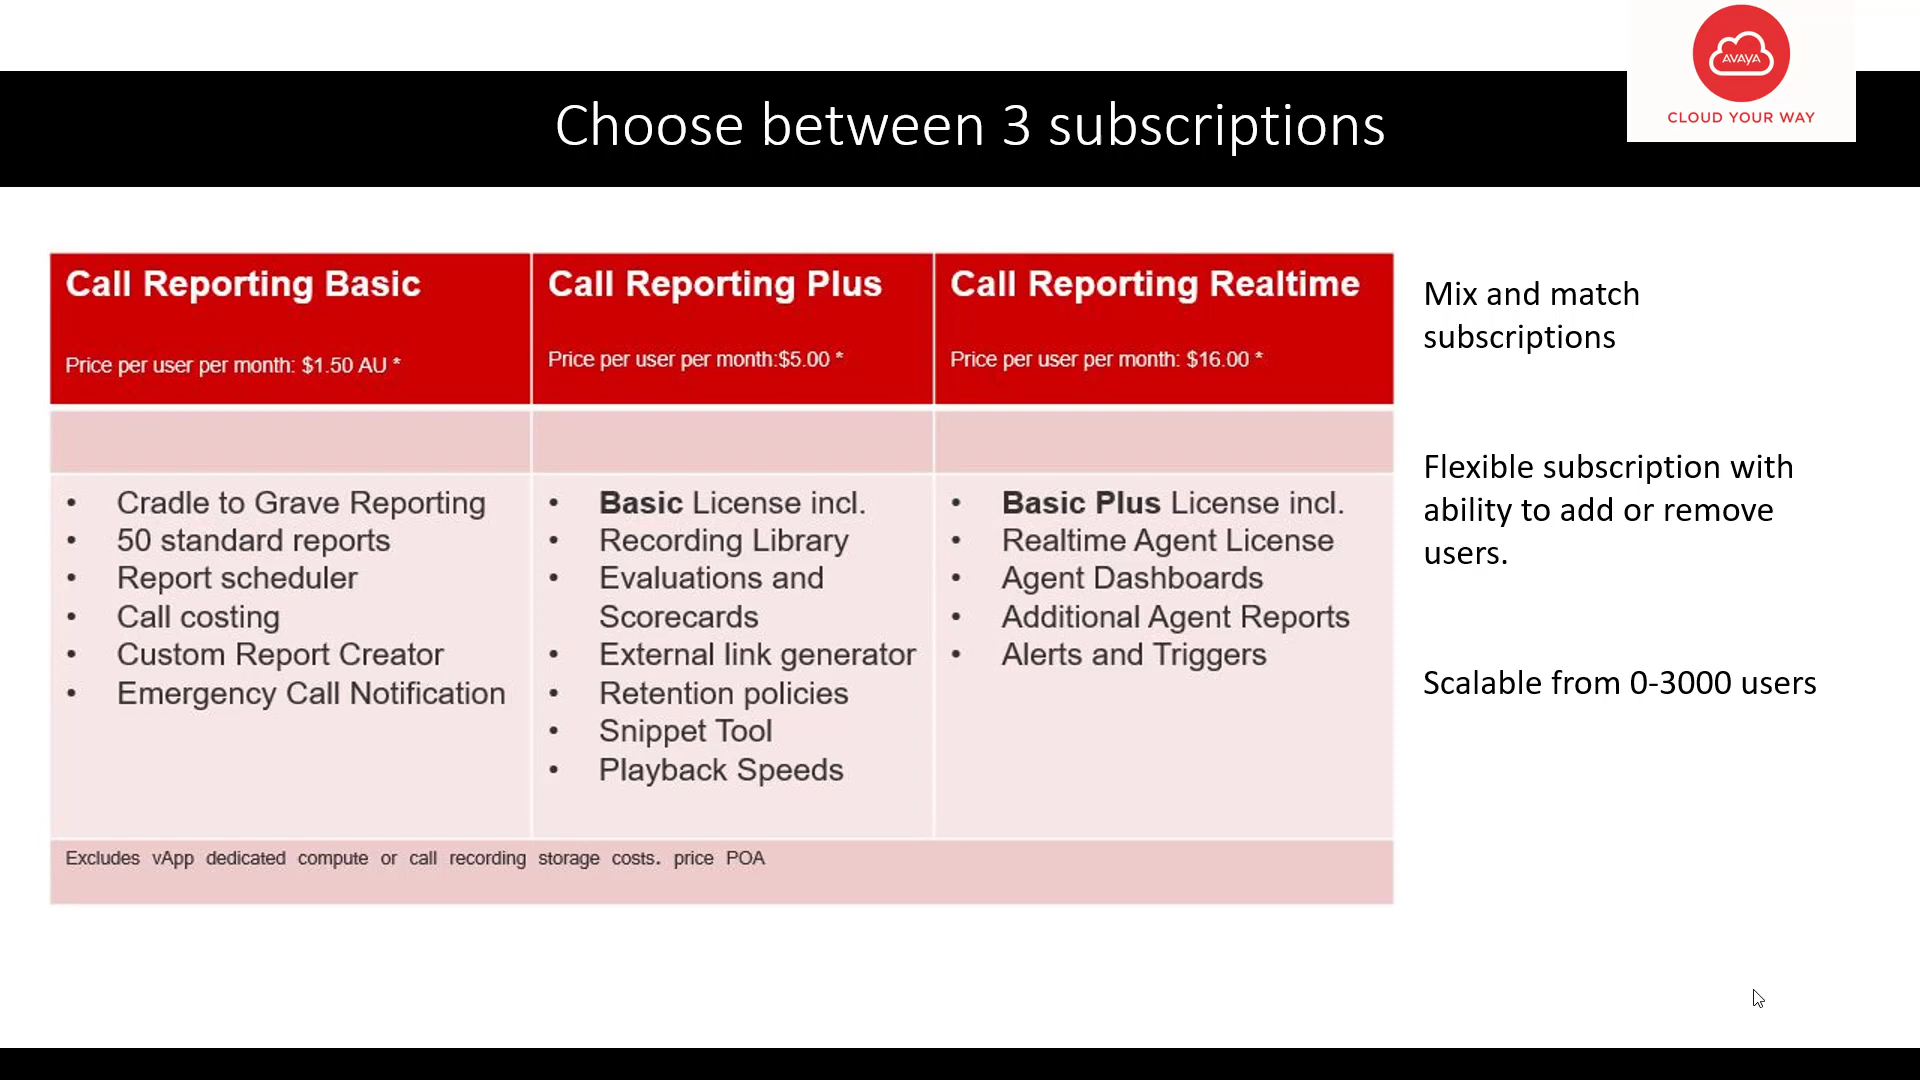 AVAYA
CLOUD YOUR WAY
Choose between 3 subscriptions
Call Reporting Basic
Price per user per month: $1.50 AU *
Call Reporting Plus
Price per user per month:$5.00 *
Call Reporting Realtime
Price per user per month: $16.00 *
• Cradle to Grave Reporting
• 50 standard reports
• Report scheduler
• Call costing
• Custom Report Creator
• Emergency Call Notification
• Basic License incl.
• Recording Library
• Evaluations and
Scorecards
• External link generator
• Retention policies
• Snippet Tool
• Playback Speeds
• Basic Plus License incl.
• Realtime Agent License
• Agent Dashboards
• Additional Agent Reports
• Alerts and Triggers
Excludes vApp dedicated compute or call recording storage costs. price POA
Mix and match
subscriptions
Flexible subscription with
ability to add or remove
users.
Scalable from 0-3000 users